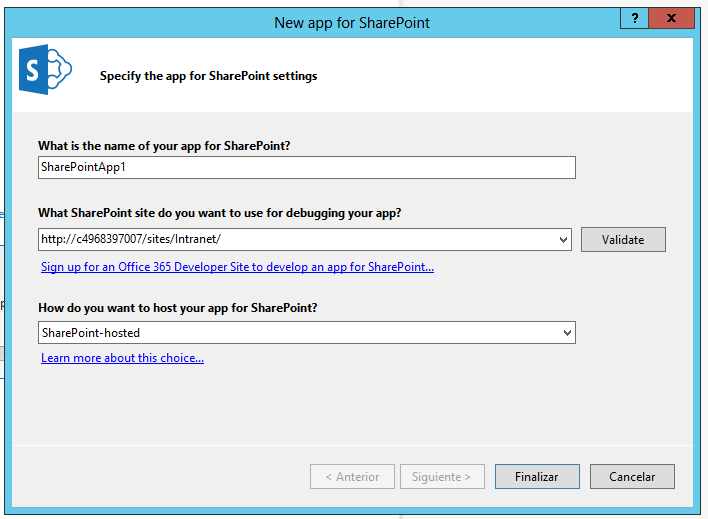 New app for SharePoint
?
X
S
Specify the app for SharePoint settings
What is the name of your app for SharePoint?
SharePointApp1
What SharePoint site do you want to use for debugging your app?
http://c4968397007/sites/Intranet/
Validate
Sign up for an Office 365 Developer Site to develop an app for SharePoint...
How do you want to host your app for SharePoint?
SharePoint-hosted
Learn more about this choice...
< Anterior
Siguiente >
Finalizar
Cancelar